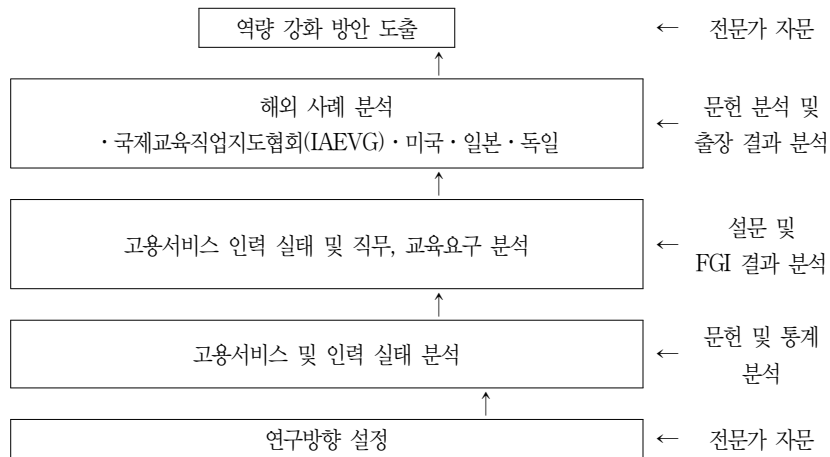 역량 강화 방안 도출
← 전문가 자문
↑
해외 사례 분석
·국제교육직업지도협회(IAEVG)·미국·일본·독일
← 문헌 분석 및
출장 결과 분석
↑
고용서비스 인력 실태 및 직무, 교육요구 분석
← 설문 및
FGI 결과 분석
↑
고용서비스 및 인력 실태 분석
← 문헌 및 통계
분석
↑
연구방향 설정
← 전문가 자문